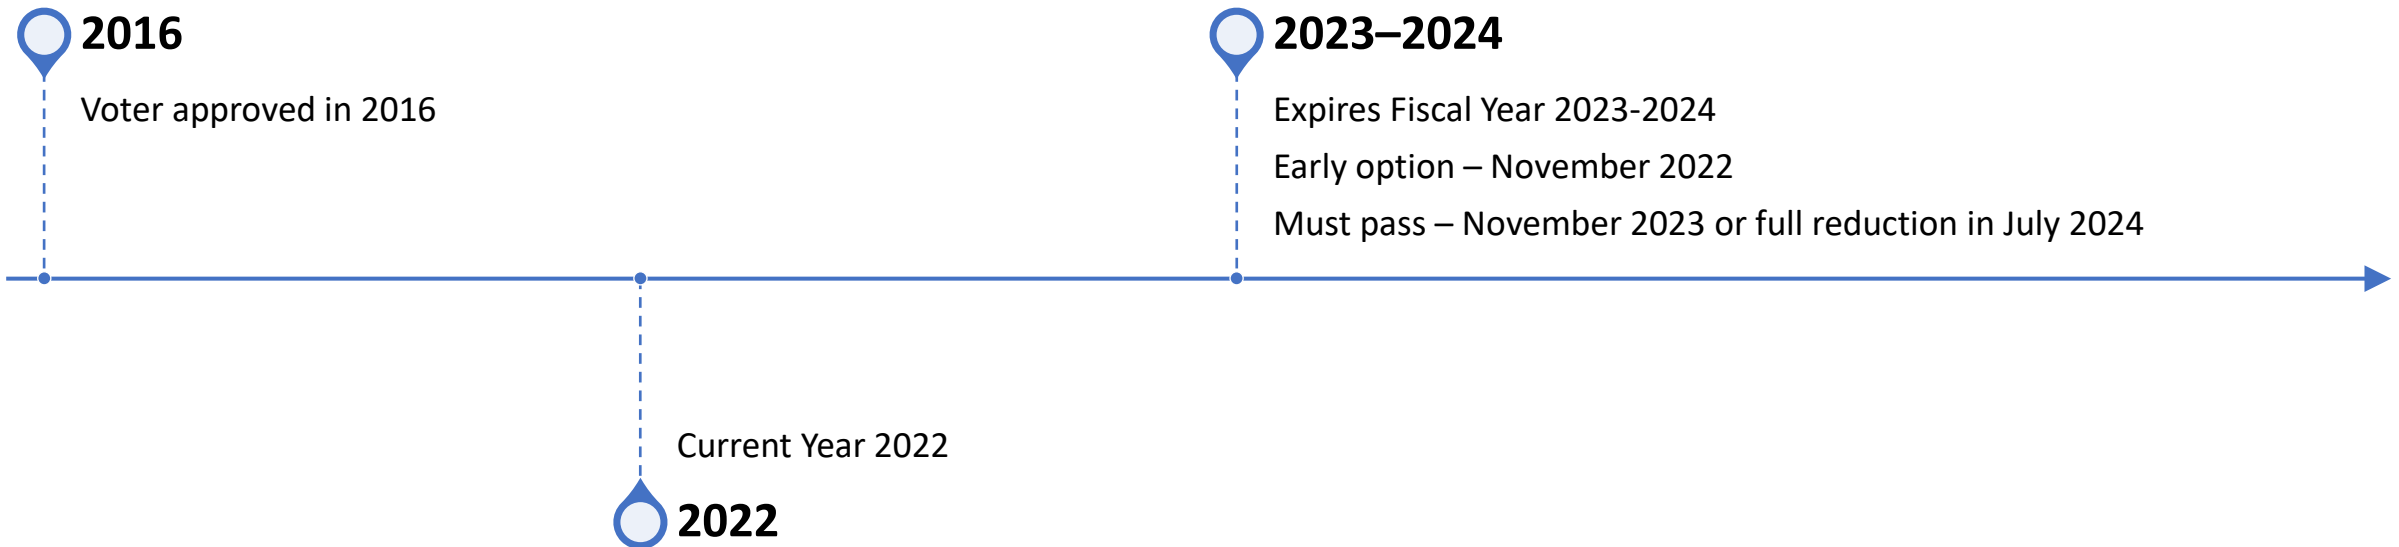 2016
Voter approved in 2016
2023–2024
Expires Fiscal Year 2023-2024
Early option – November 2022
Must pass – November 2023 or full reduction in July 2024
Current Year 2022
2022